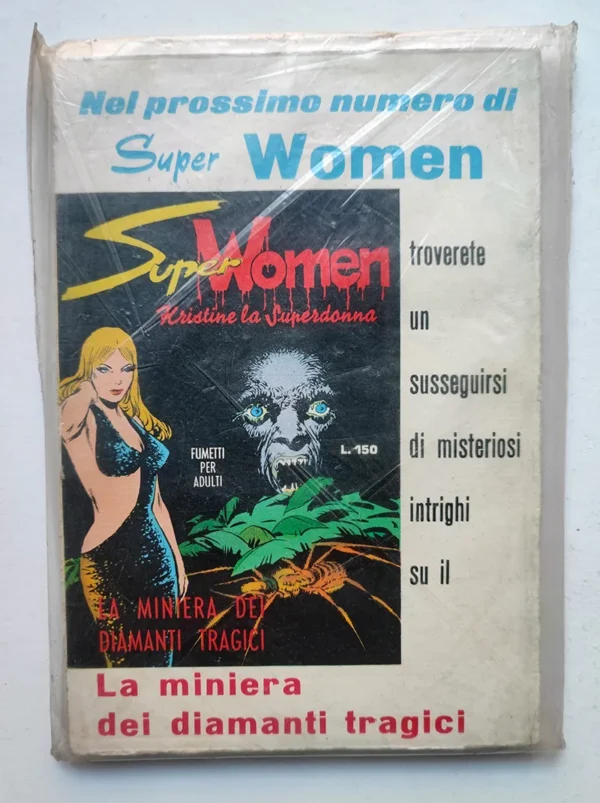 Nel prossimo numero di
Super Women
Super Women
Kristine la Superdonna
FUMETTI
PER
ADULTI
L. 150
LA MINIERA DEI
DIAMANTI TRAGICI
troverete
un
susseguirsi
di misteriosi
intrighi
su il
La miniera
dei diamanti tragici